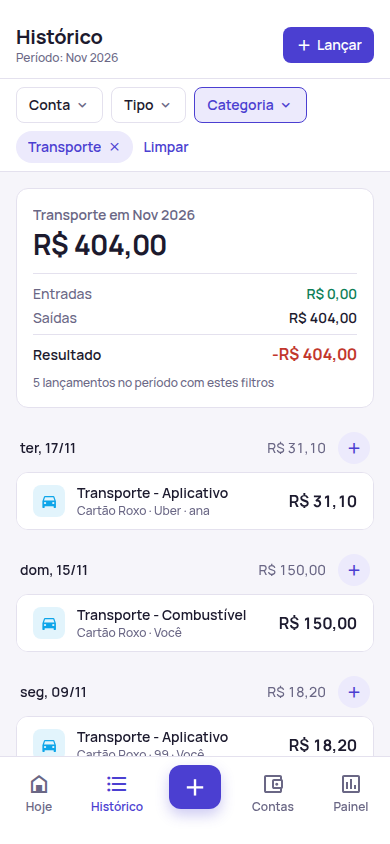 Histórico
Período: Nov 2026
Lançar
Conta
Tipo
Categoria
Transporte
Limpar
Transporte em Nov 2026
R$ 404,00
Entradas R$ 0,00
Saídas R$ 404,00
Resultado -R$ 404,00
5 lançamentos no período com estes filtros
ter, 17/11 R$ 31,10
Transporte - Aplicativo R$ 31,10
Cartão Roxo · Uber · ana
dom, 15/11 R$ 150,00
Transporte - Combustível R$ 150,00
Cartão Roxo · Você
seg, 09/11 R$ 18,20
Transporte - Aplicativo R$ 18,20
Cartão Roxo · 99 · Você
Hoje
Histórico
Contas
Painel